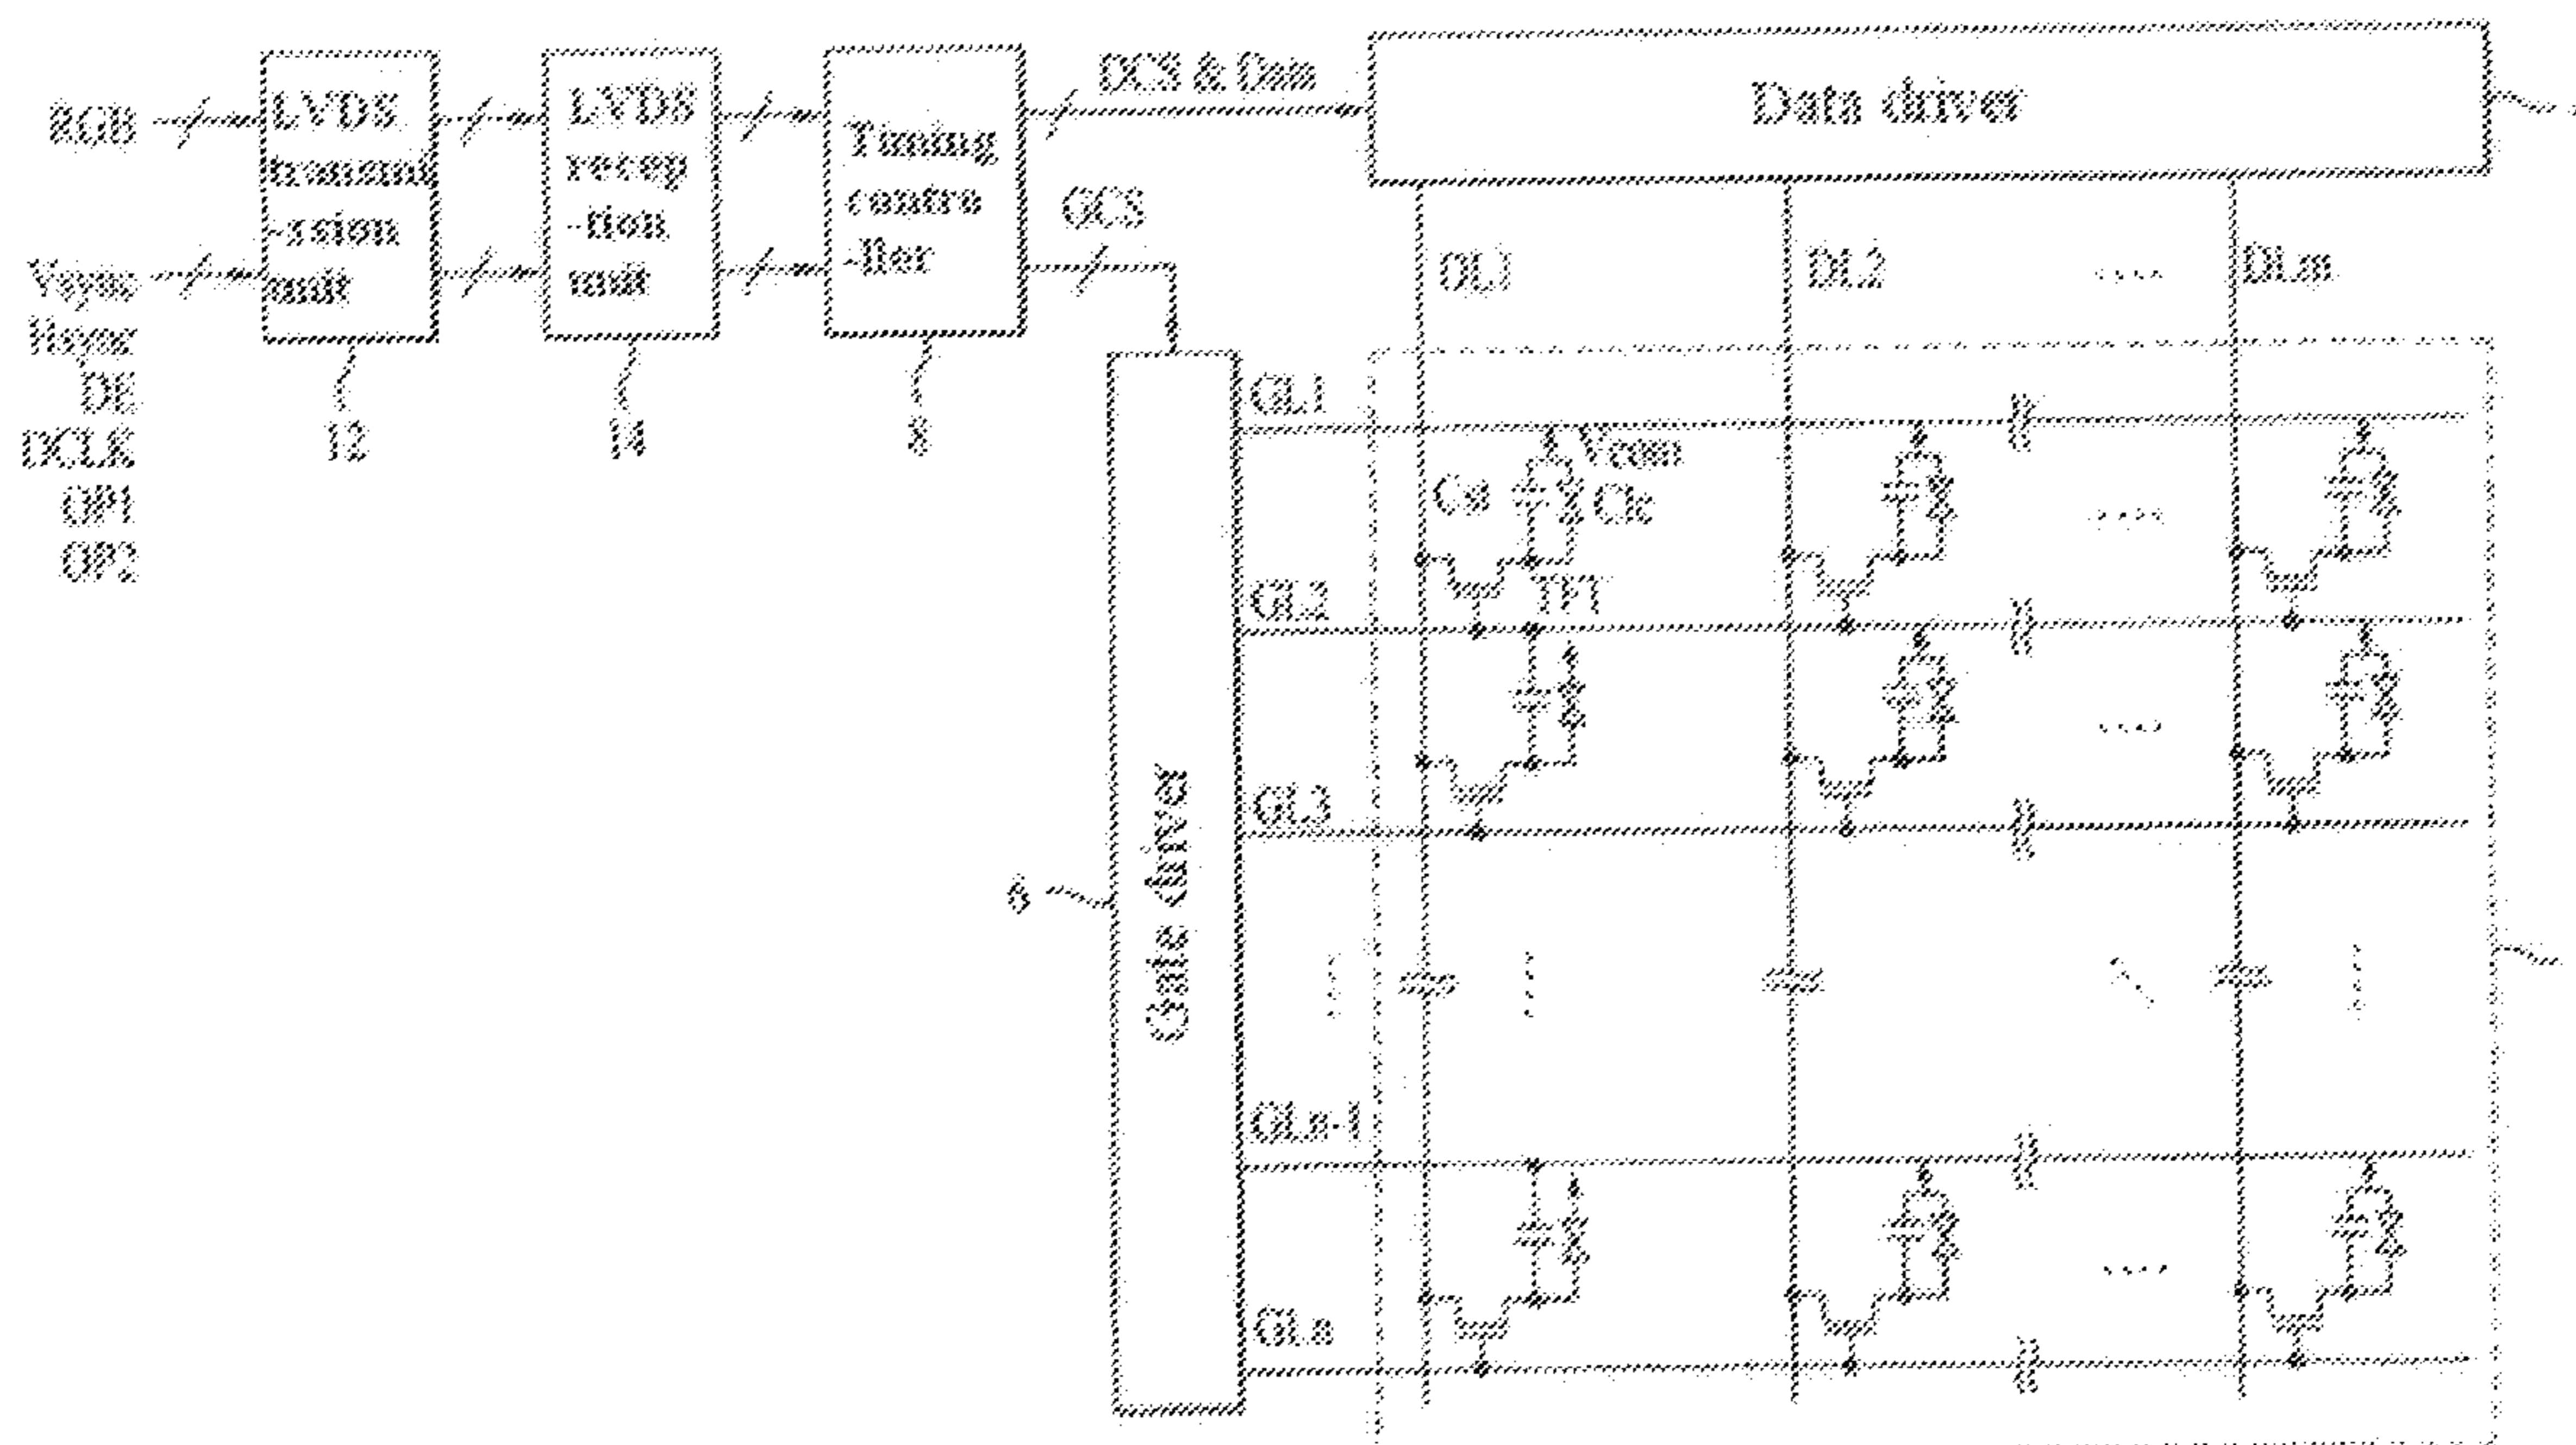 RGB
Vsync
Hsync
DE
DCLK
OP1
OP2
LVDS
transmi
-ssion
unit
12
LVDS
recep
-tion
unit
14
Timing
contro
-ller
8
DCS & Data
GCS
Data driver
DL1
DL2
....
DLm
Gate driver
6
GL1
Vcom
Cst
Clc
TFT
GL2
GL3
GLn-1
GLn